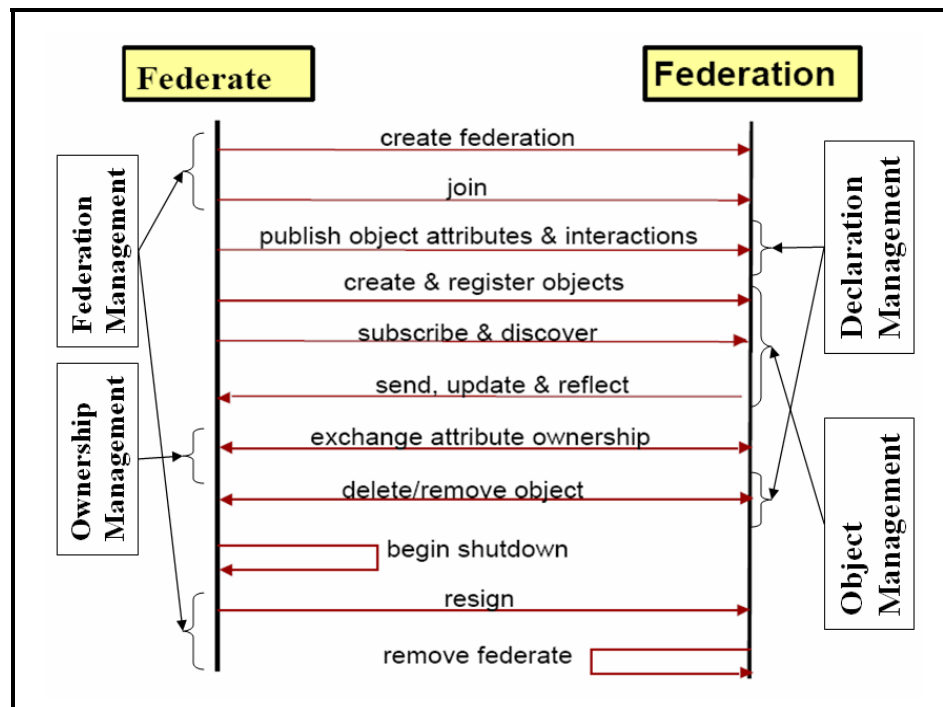 Federate
Federation
create federation
join
publish object attributes & interactions
create & register objects
subscribe & discover
send, update & reflect
exchange attribute ownership
delete/remove object
begin shutdown
resign
remove federate
Federation
Management
Ownership
Management
Declaration
Management
Object
Management